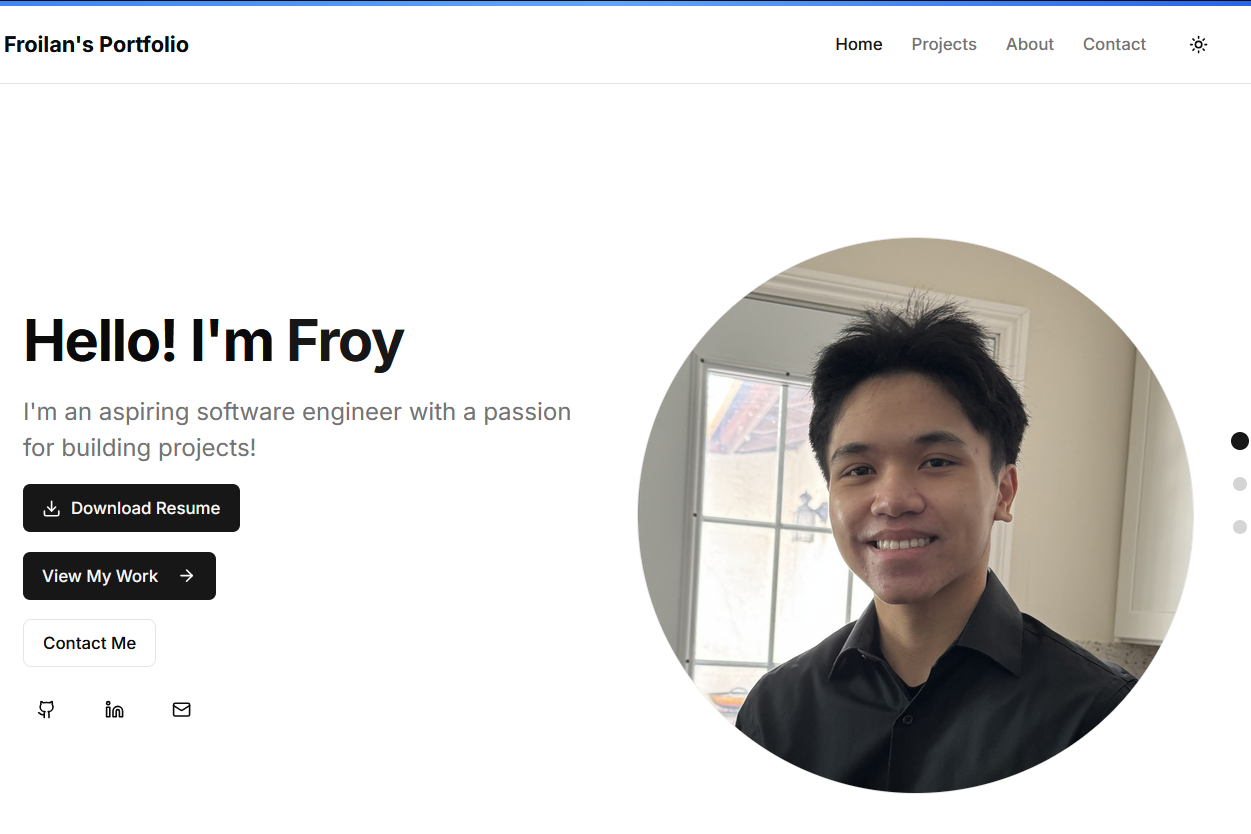 Froilan's Portfolio
Home Projects About Contact
Hello! I'm Froy
I'm an aspiring software engineer with a passion
for building projects!
Download Resume
View My Work
Contact Me